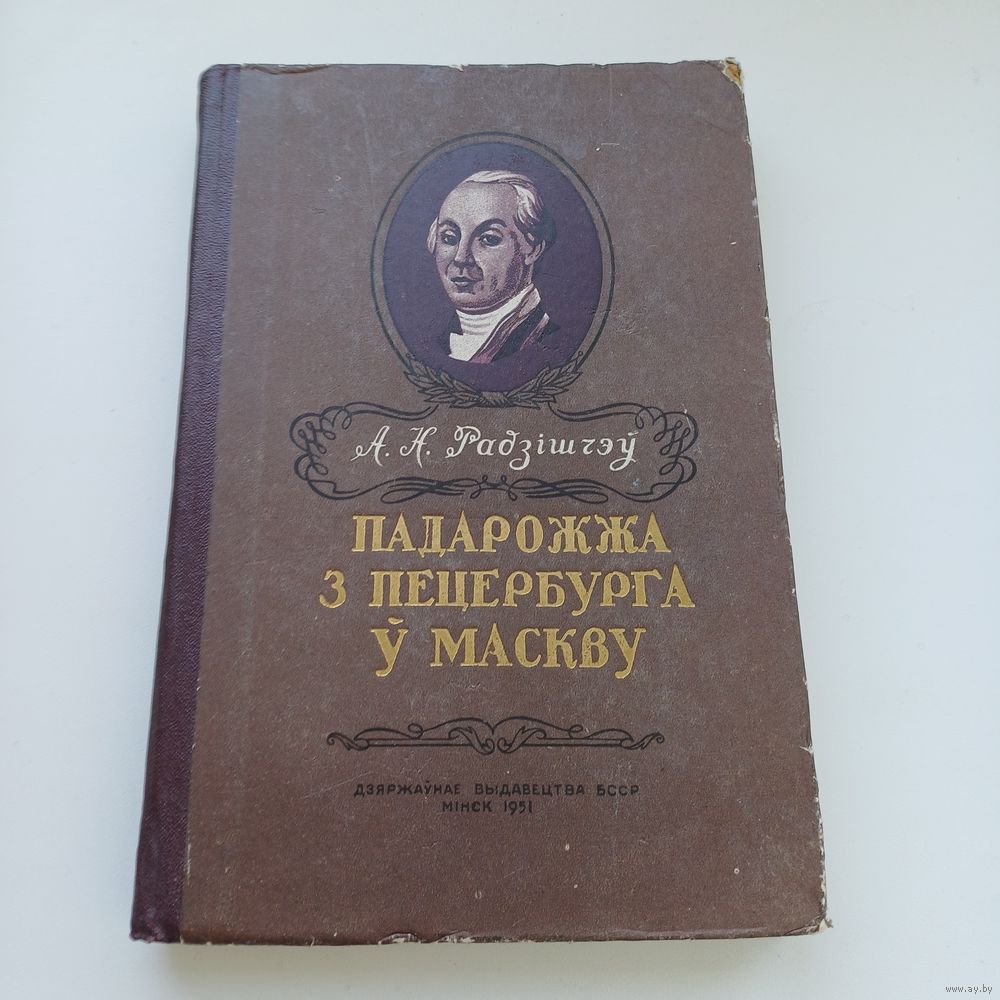 А. Н. Радзішчэў
ПАДАРОЖЖА
З ПЕЦЕРБУРГА
Ў МАСКВУ
ДЗЯРЖАЎНАЕ ВЫДАВЕЦТВА БССР
МІНСК 1951
www.ay.by